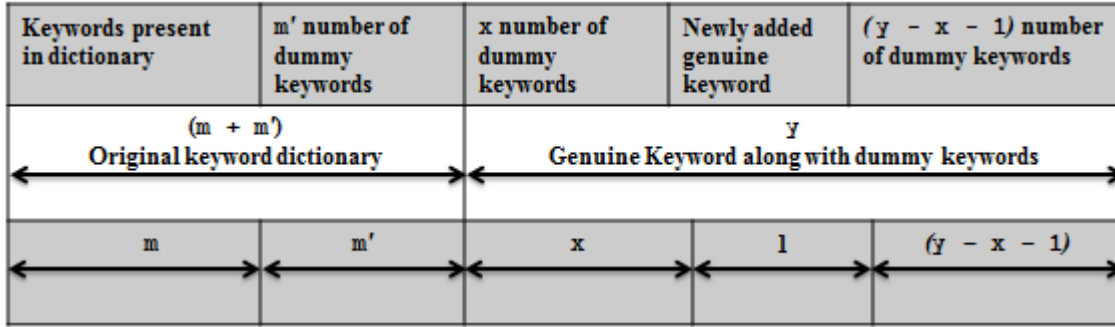 Keywords present
in dictionary
m' number of
dummy
keywords
x number of
dummy
keywords
Newly added
genuine
keyword
(y - x - 1) number
of dummy keywords
(m + m')
Original keyword dictionary
y
Genuine Keyword along with dummy keywords
m
m'
x
1
(y - x - 1)